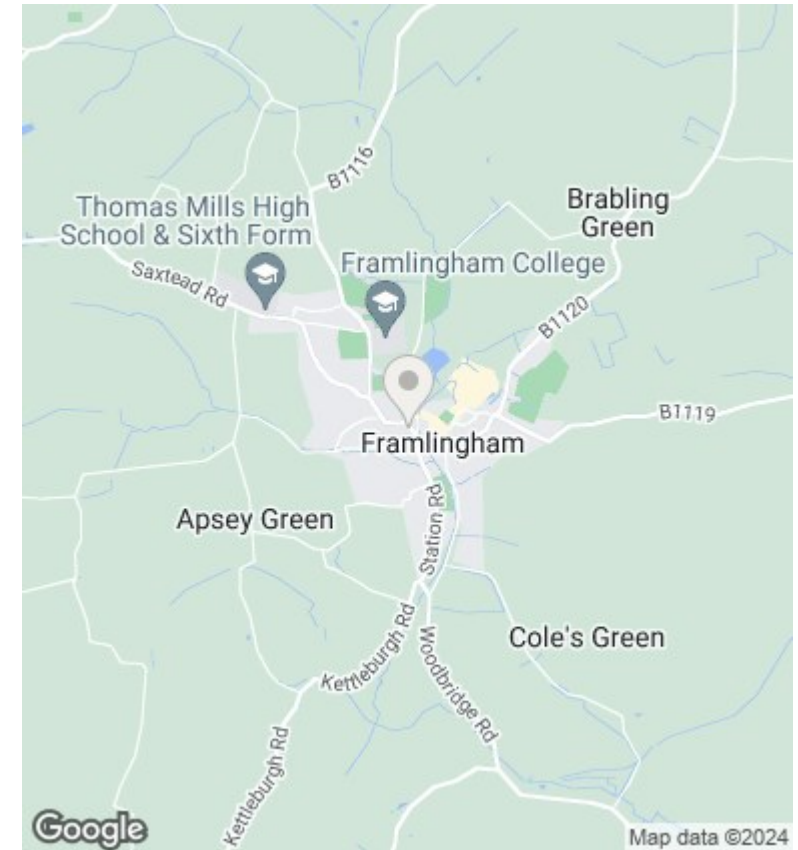 B1116
Brabling
Green
Thomas Mills High
School & Sixth Form
Framlingham College
Saxtead Rd
B1120
B1119
Framlingham
Apsey Green
Station Rd
Cole's Green
Kettleburgh Rd
Woodbridge Rd
Kettleburgh Rd
Google
Map data ©2024